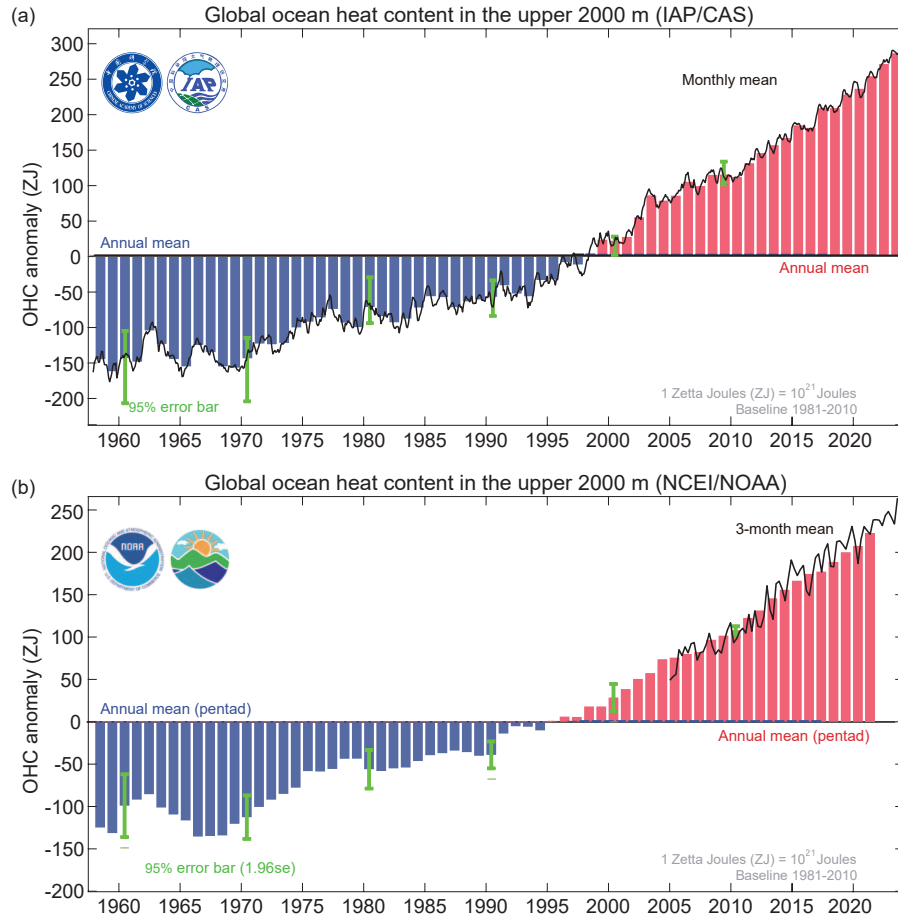 (a)
Global ocean heat content in the upper 2000 m (IAP/CAS)
OHC anomaly (ZJ)
300
250
200
150
100
50
0
-50
-100
-150
-200
CHINESE ACADEMY OF SCIENCES
IAP
CAS
Monthly mean
Annual mean
Annual mean
95% error bar
1 Zetta Joules (ZJ) = 10²¹ Joules
Baseline 1981-2010
1960 1965 1970 1975 1980 1985 1990 1995 2000 2005 2010 2015 2020
(b)
Global ocean heat content in the upper 2000 m (NCEI/NOAA)
OHC anomaly (ZJ)
250
200
150
100
50
0
-50
-100
-150
-200
NOAA
3-month mean
Annual mean (pentad)
Annual mean (pentad)
95% error bar (1.96se)
1 Zetta Joules (ZJ) = 10²¹ Joules
Baseline 1981-2010
1960 1965 1970 1975 1980 1985 1990 1995 2000 2005 2010 2015 2020